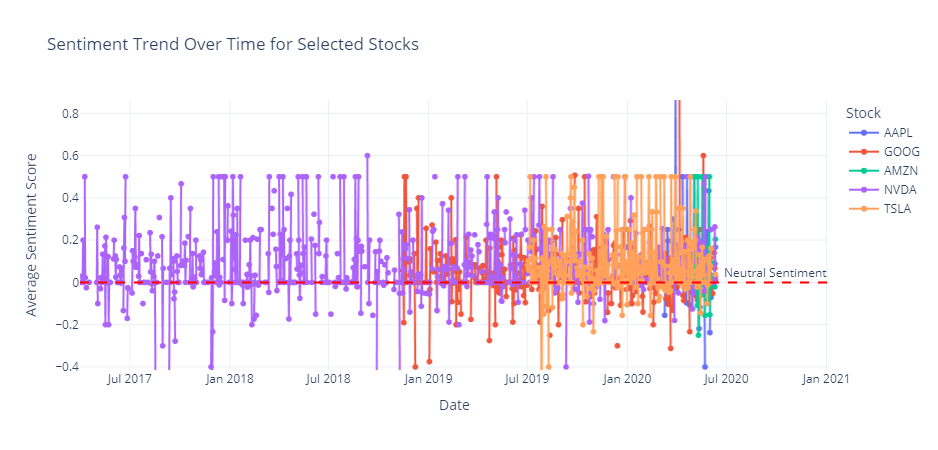 Sentiment Trend Over Time for Selected Stocks
Stock
AAPL
GOOG
AMZN
NVDA
TSLA
Average Sentiment Score
0.8
0.6
0.4
0.2
0
−0.2
−0.4
Neutral Sentiment
Jul 2017
Jan 2018
Jul 2018
Jan 2019
Jul 2019
Jan 2020
Jul 2020
Jan 2021
Date